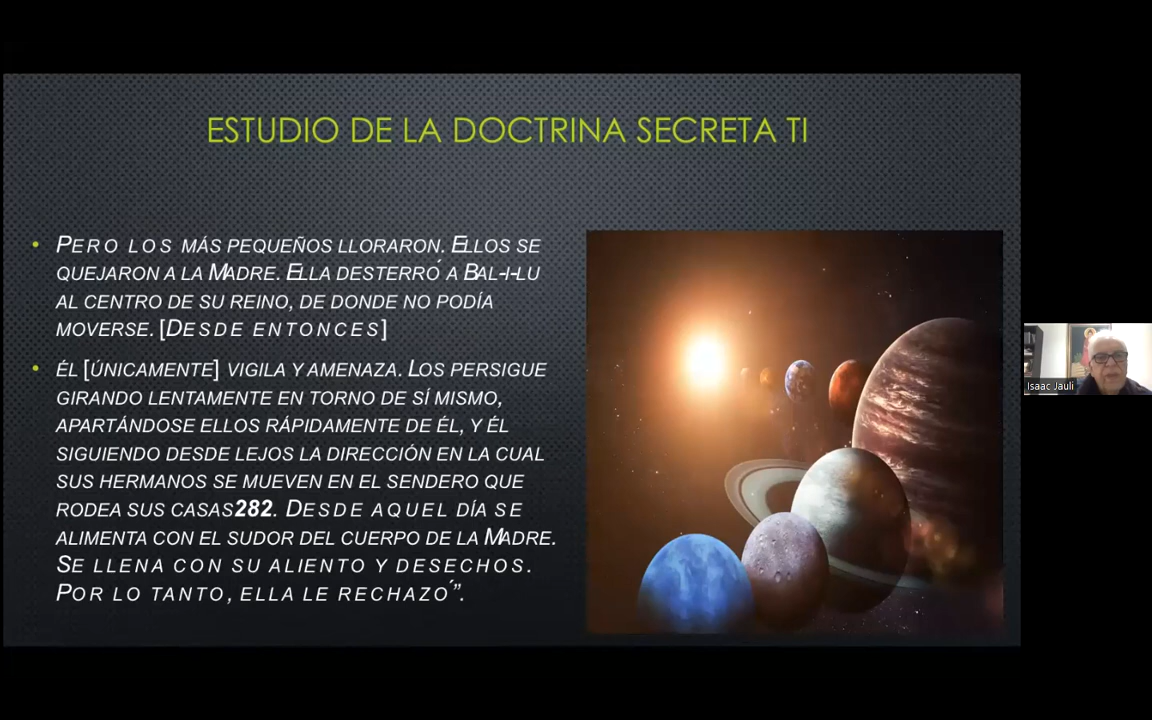 ESTUDIO DE LA DOCTRINA SECRETA TI
• PERO LOS MÁS PEQUEÑOS LLORARON. ELLOS SE
QUEJARON A LA MADRE. ELLA DESTERRÓ A BAL-I-LU
AL CENTRO DE SU REINO, DE DONDE NO PODÍA
MOVERSE. [DESDE ENTONCES]
• ÉL [ÚNICAMENTE] VIGILA Y AMENAZA. LOS PERSIGUE
GIRANDO LENTAMENTE EN TORNO DE SÍ MISMO,
APARTÁNDOSE ELLOS RÁPIDAMENTE DE ÉL, Y ÉL
SIGUIENDO DESDE LEJOS LA DIRECCIÓN EN LA CUAL
SUS HERMANOS SE MUEVEN EN EL SENDERO QUE
RODEA SUS CASAS282. DESDE AQUEL DÍA SE
ALIMENTA CON EL SUDOR DEL CUERPO DE LA MADRE.
SE LLENA CON SU ALIENTO Y DESECHOS.
POR LO TANTO, ELLA LE RECHAZÓ”.
Isaac Jauli